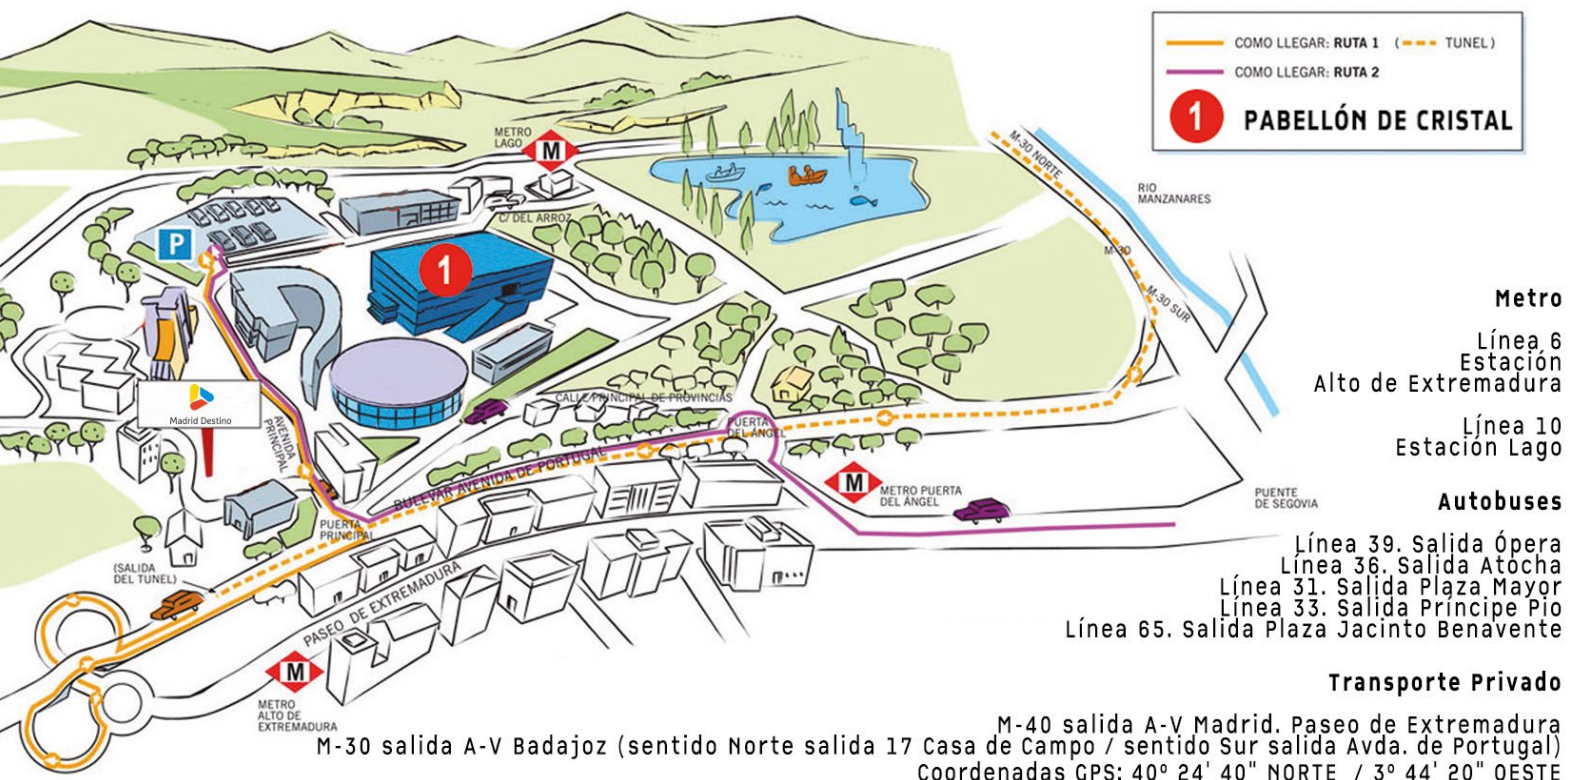 COMO LLEGAR: RUTA 1 ( TUNEL )
COMO LLEGAR: RUTA 2
1 PABELLÓN DE CRISTAL
METRO
LAGO
M
M-30 NORTE
RIO
MANZANARES
C/ DEL ARROZ
P
1
M-30
M-30 SUR
Madrid Destino
AVENIDA
PRINCIPAL
CALLE PRINCIPAL DE PROVINCIAS
PUERTA
DEL ÁNGEL
BULEVAR AVENIDA DE PORTUGAL
M
METRO PUERTA
DEL ÁNGEL
PUENTE
DE SEGOVIA
PUERTA
PRINCIPAL
(SALIDA
DEL TUNEL)
PASEO DE EXTREMADURA
M
METRO
ALTO DE
EXTREMADURA
Metro
Línea 6
Estación
Alto de Extremadura
Línea 10
Estación Lago
Autobuses
Línea 39. Salida Ópera
Línea 36. Salida Atocha
Línea 31. Salida Plaza Mayor
Línea 33. Salida Príncipe Pio
Línea 65. Salida Plaza Jacinto Benavente
Transporte Privado
M-40 salida A-V Madrid. Paseo de Extremadura
M-30 salida A-V Badajoz (sentido Norte salida 17 Casa de Campo / sentido Sur salida Avda. de Portugal)
Coordenadas GPS: 40º 24' 40" NORTE / 3º 44' 20" OESTE